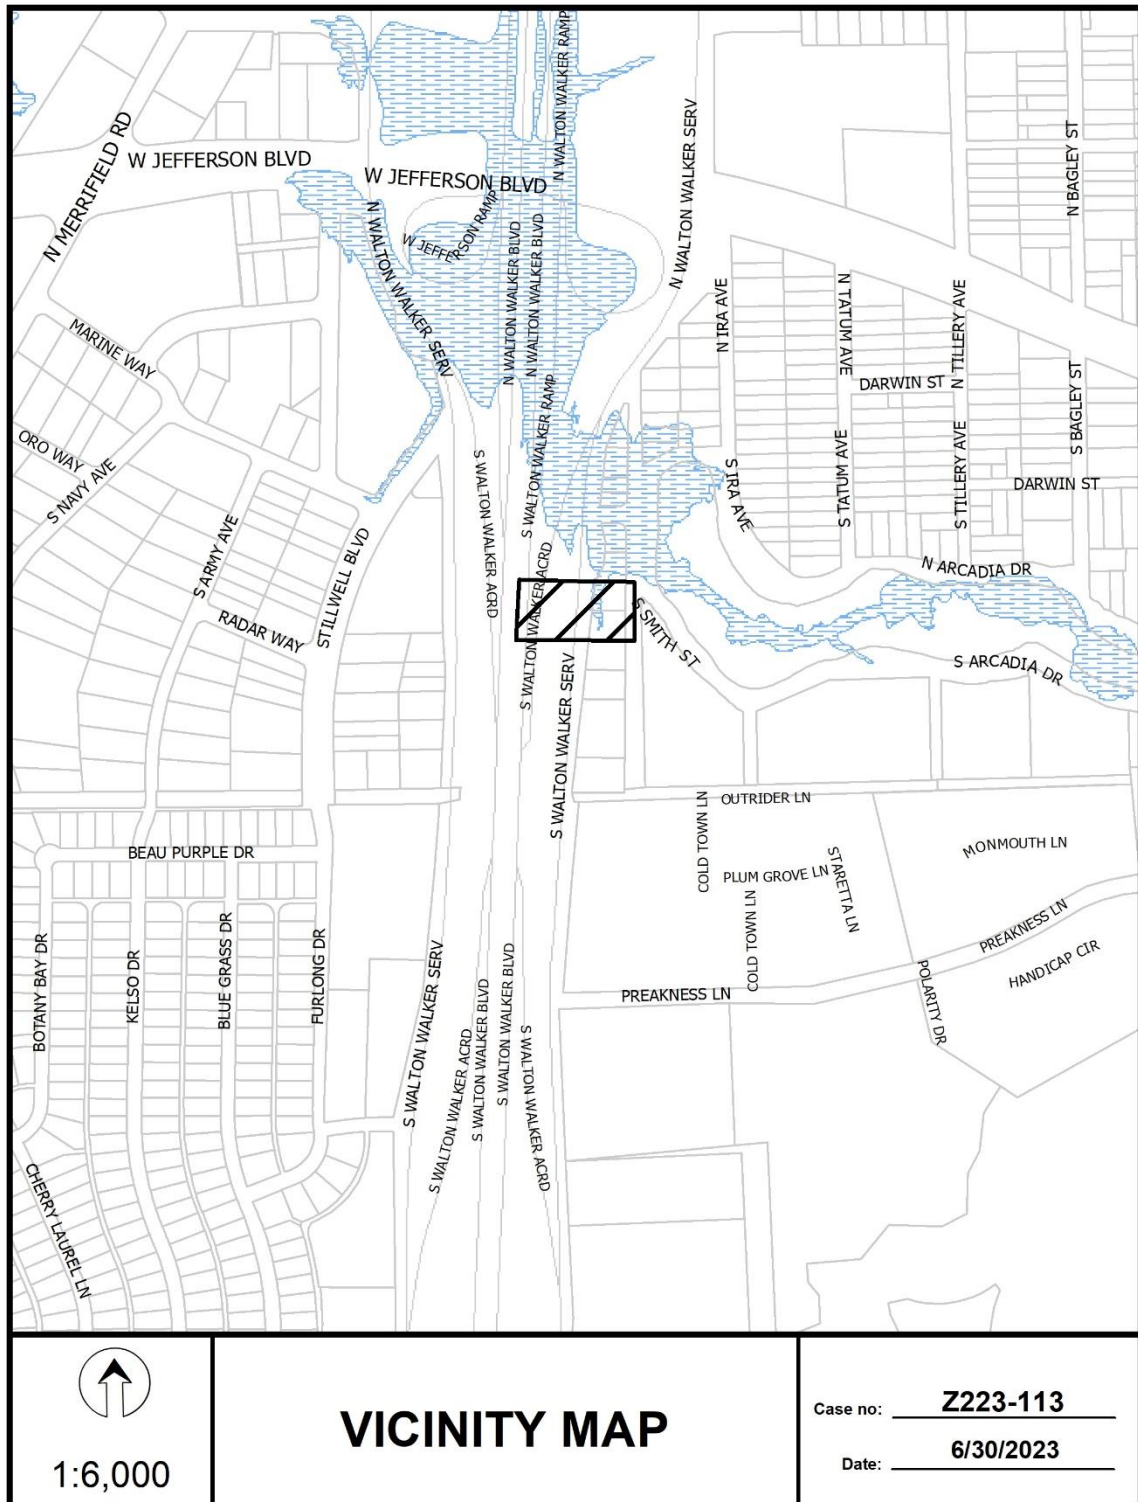 N WALTON WALKER RAMP
N WALTON WALKER SERV
N BAGLEY ST
N MERRIFIELD RD
W JEFFERSON BLVD
W JEFFERSON BLVD
N WALTON WALKER SERV
W JEFFERSON RAMP
N WALTON WALKER BLVD
N WALTON WALKER BLVD
N IRA AVE
N TATUM AVE
N TILLERY AVE
MARINE WAY
DARWIN ST
S BAGLEY ST
ORO WAY
S NAVY AVE
S WALTON WALKER ACRD
S WALTON WALKER RAMP
S IRA AVE
S TATUM AVE
S TILLERY AVE
DARWIN ST
S ARMY AVE
STILLWELL BLVD
RADAR WAY
S WALTON WALKER ACRD
N ARCADIA DR
S SMITH ST
S ARCADIA DR
S WALTON WALKER SERV
OUTRIDER LN
COLD TOWN LN
MONMOUTH LN
BEAU PURPLE DR
PLUM GROVE LN
STARETTA LN
COLD TOWN LN
PREAKNESS LN
HANDICAP CIR
BOTANY BAY DR
KELSO DR
BLUE GRASS DR
FURLONG DR
S WALTON WALKER SERV
S WALTON WALKER ACRD
S WALTON WALKER BLVD
S WALTON WALKER BLVD
S WALTON WALKER ACRD
PREAKNESS LN
POLARITY DR
CHERRY LAUREL LN
1:6,000
VICINITY MAP
Case no: Z223-113
Date: 6/30/2023